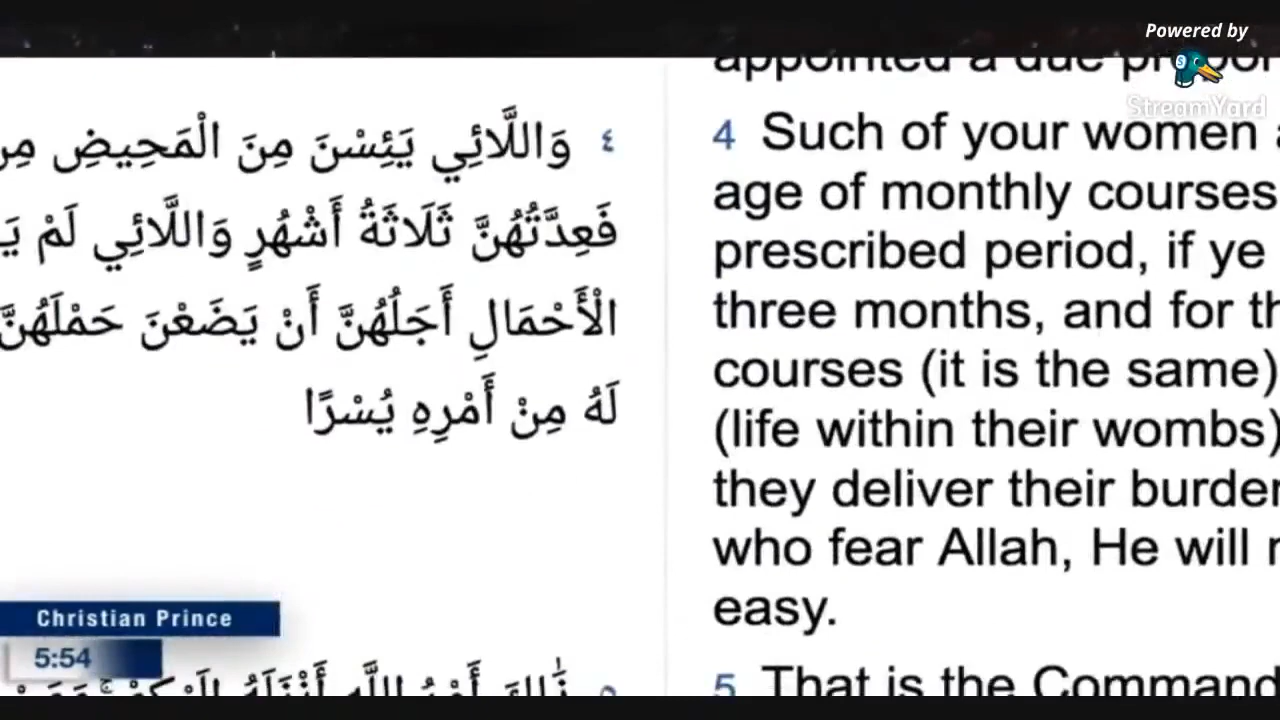 Powered by
StreamYard
٤ وَاللَّائِي يَئِسْنَ مِنَ الْمَحِيضِ
فَعِدَّتُهُنَّ ثَلَاثَةُ أَشْهُرٍ وَاللَّائِي لَمْ
الْأَحْمَالِ أَجَلُهُنَّ أَنْ يَضَعْنَ حَمْلَهُنَّ
لَهُ مِنْ أَمْرِهِ يُسْرًا
appointed a due
4 Such of your women
age of monthly courses
prescribed period, if ye
three months, and for
courses (it is the same)
(life within their wombs)
they deliver their
who fear Allah, He will
easy.
5 That is the Command
Christian Prince
5:54